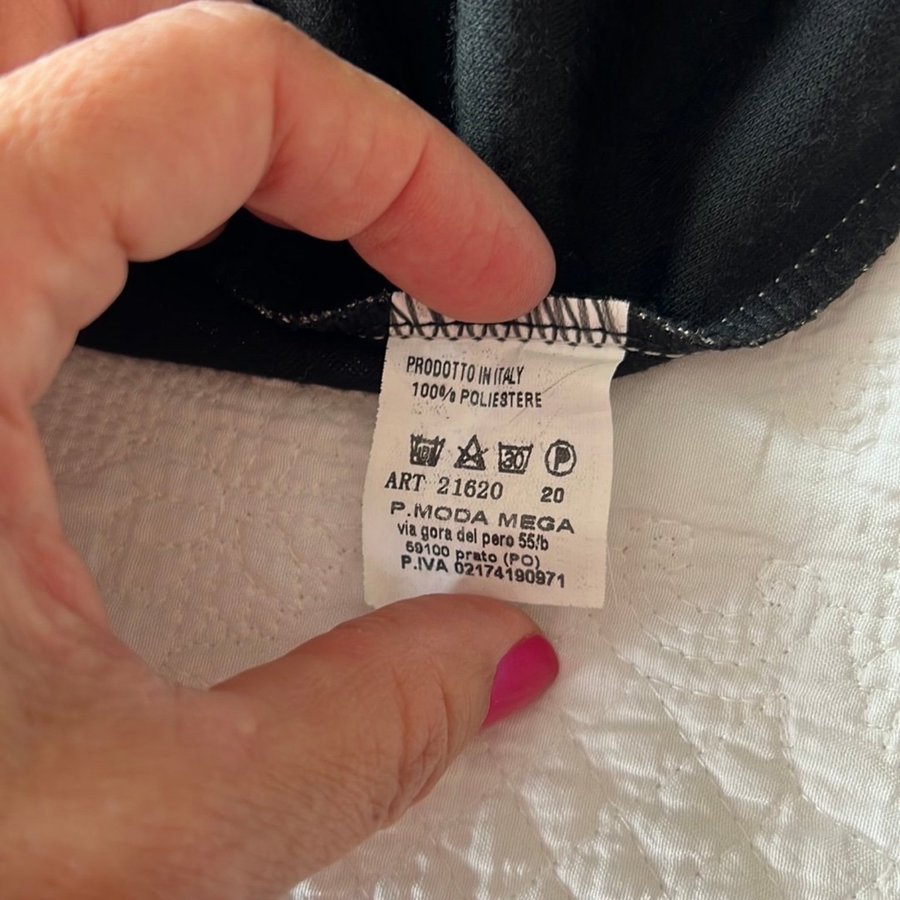 PRODOTTO IN ITALY
100% POLIESTERE
30 P
ART 21620 20
P.MODA MEGA
via gora del pero 55/b
59100 prato (PO)
P.IVA 02174190971